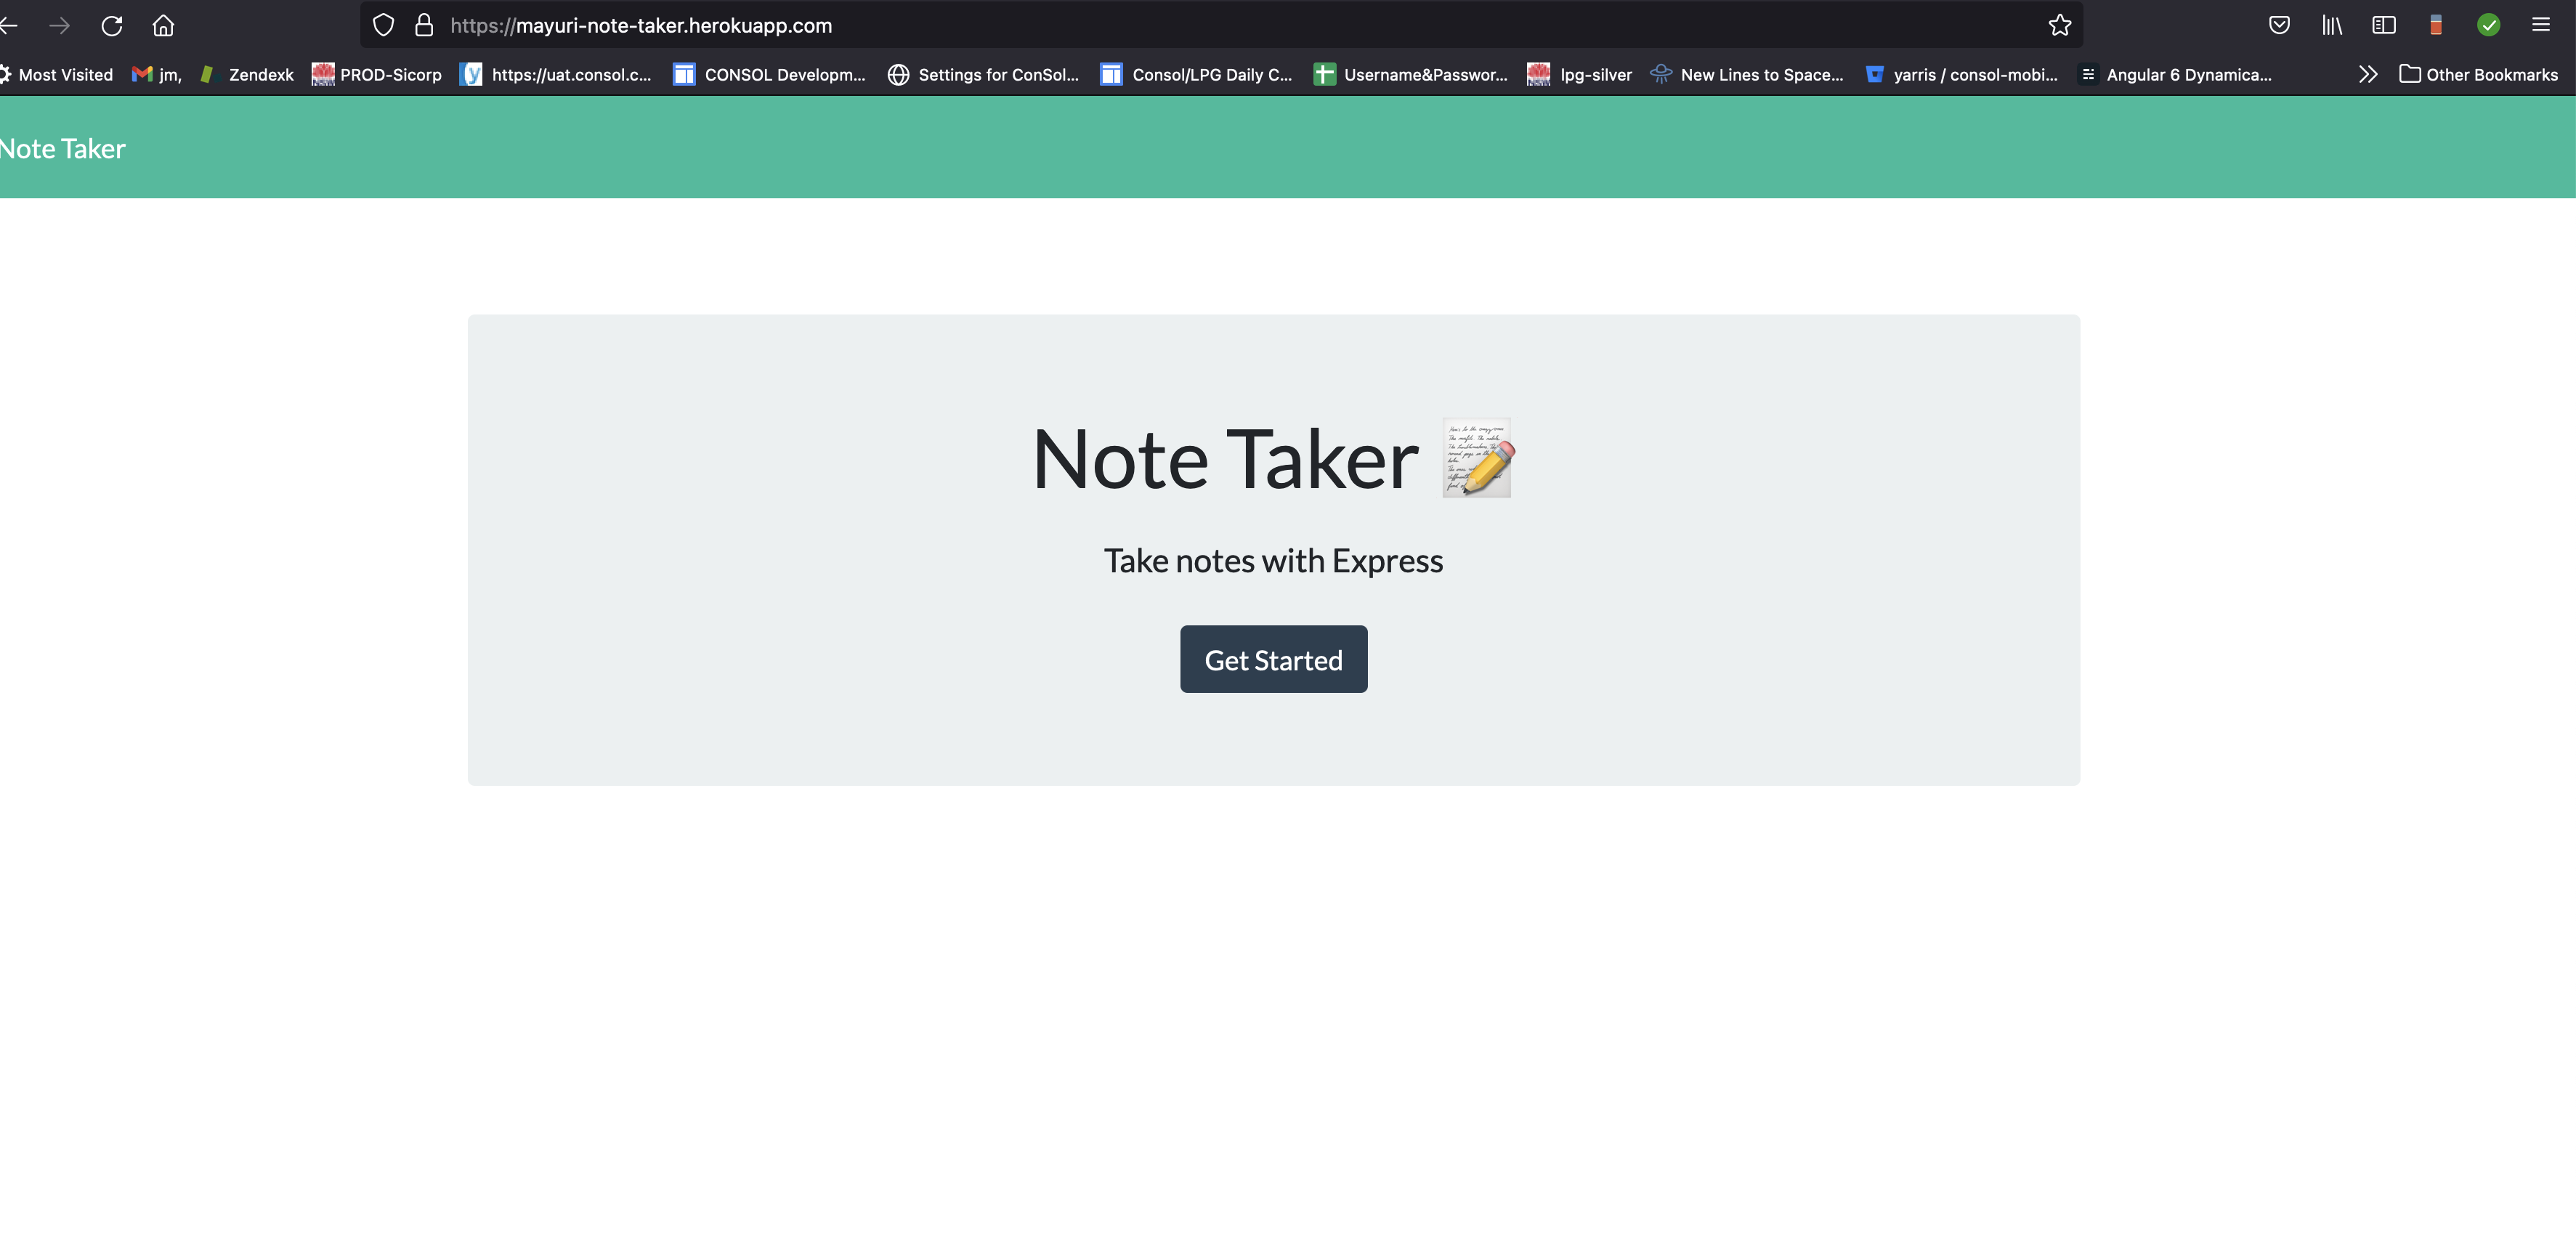 https://mayuri-note-taker.herokuapp.com
Most Visited jm, Zendexk PROD-Sicorp https://uat.consol.c... CONSOL Developm... Settings for ConSol... Consol/LPG Daily C... Username&Passwor... lpg-silver New Lines to Space... yarris / consol-mobi... Angular 6 Dynamica... Other Bookmarks
Note Taker
Note Taker
Take notes with Express
Get Started